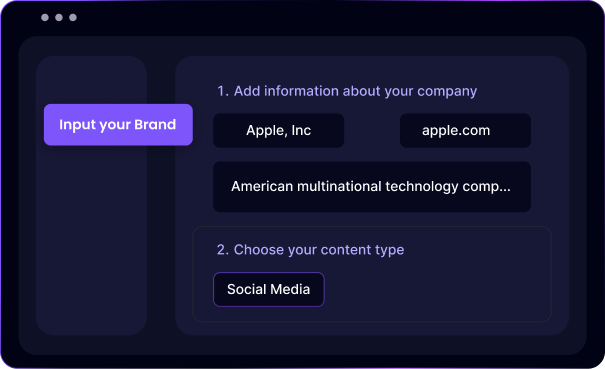 Input your Brand
1. Add information about your company
Apple, Inc
apple.com
American multinational technology comp...
2. Choose your content type
Social Media